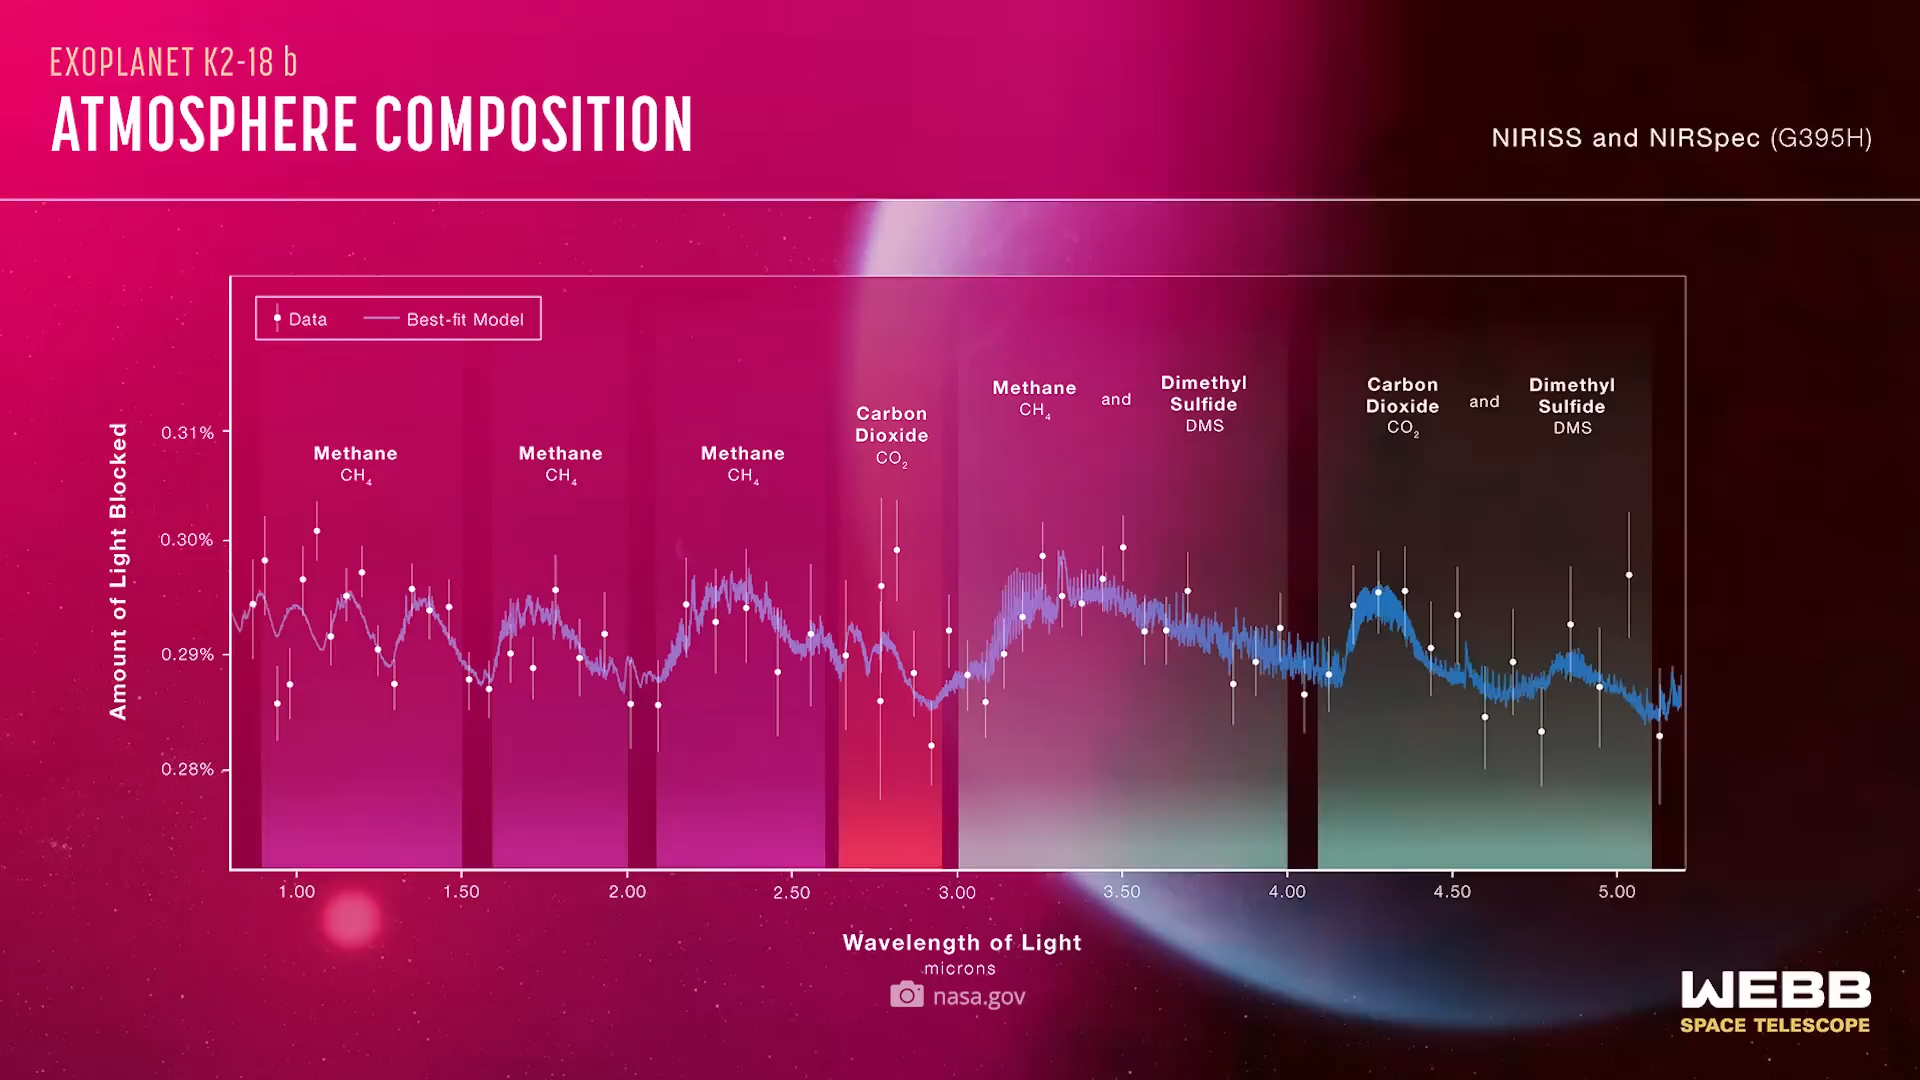 EXOPLANET K2-18 b
ATMOSPHERE COMPOSITION
NIRISS and NIRSpec (G395H)
Data
Best-fit Model
Methane
CH₄
Methane
CH₄
Methane
CH₄
Carbon
Dioxide
CO₂
Methane
CH₄
and
Dimethyl
Sulfide
DMS
Carbon
Dioxide
CO₂
and
Dimethyl
Sulfide
DMS
Amount of Light Blocked
0.31%
0.30%
0.29%
0.28%
1.00 1.50 2.00 2.50 3.00 3.50 4.00 4.50 5.00
Wavelength of Light
microns
nasa.gov
WEBB
SPACE TELESCOPE